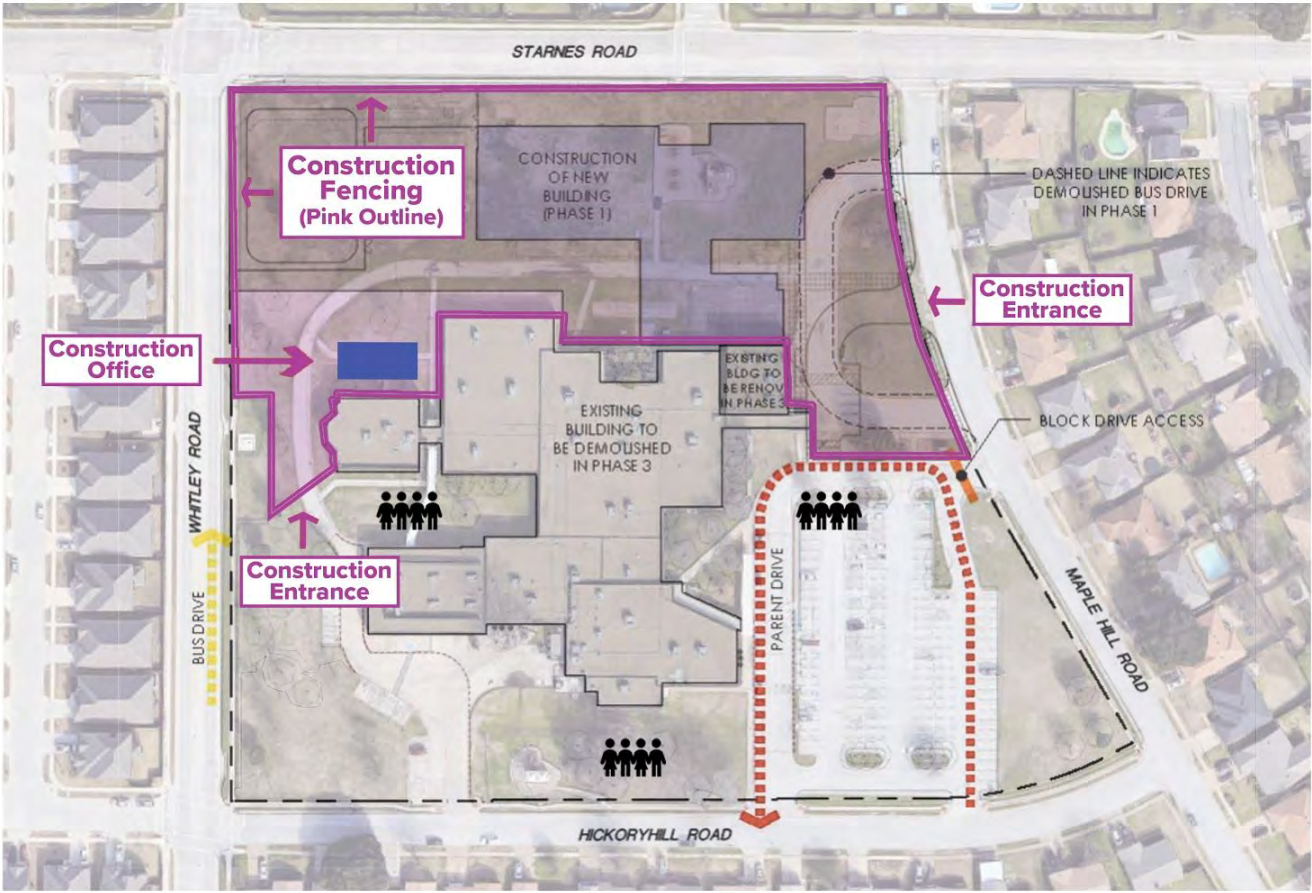 STARNES ROAD
Construction
Fencing
(Pink Outline)
CONSTRUCTION
OF NEW
BUILDING
(PHASE 1)
DASHED LINE INDICATES
DEMOLISHED BUS DRIVE
IN PHASE 1
Construction
Entrance
Construction
Office
EXISTING
BLDG TO
BE RENOV
IN PHASE 3
EXISTING
BUILDING TO
BE DEMOLISHED
IN PHASE 3
BLOCK DRIVE ACCESS
WHITLEY ROAD
Construction
Entrance
BUS DRIVE
PARENT DRIVE
MAPLE HILL ROAD
HICKORYHILL ROAD